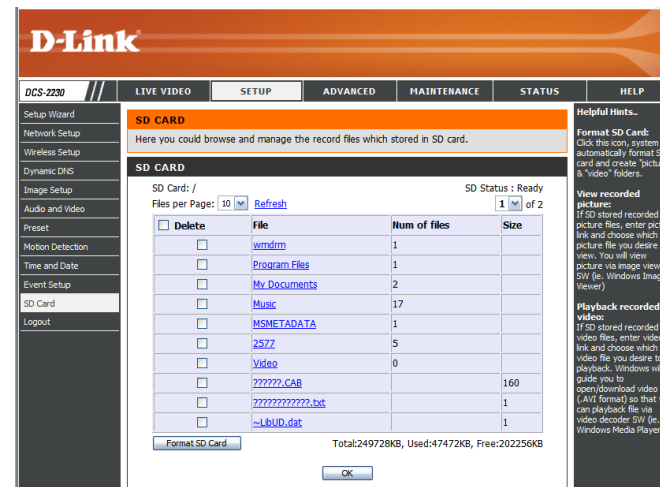 D-Link
DCS-2230
LIVE VIDEO
SETUP
ADVANCED
MAINTENANCE
STATUS
HELP
Setup Wizard
Network Setup
Wireless Setup
Dynamic DNS
Image Setup
Audio and Video
Preset
Motion Detection
Time and Date
Event Setup
SD Card
Logout
SD CARD
Here you could browse and manage the record files which stored in SD card.
SD CARD
SD Card: / SD Status : Ready
Files per Page: 10 Refresh 1 of 2
Delete File Num of files Size
wmdrm 1
Program Files 1
My Documents 2
Music 17
MSMETADATA 1
2577 5
Video 0
??????.CAB 160
????????????.txt 1
~LibUD.dat 1
Format SD Card Total:249728KB, Used:47472KB, Free:202256KB
OK
Helpful Hints..
Format SD Card:
Click this icon, system
automatically format
card and create
& "video" folders.
View recorded
picture:
If SD stored recorded
picture files, enter
link and choose which
picture file you desire
view. You will view
picture via image
SW (ie. Windows
Viewer)
Playback recorded
video:
If SD stored recorded
video files, enter
link and choose which
video file you desire to
playback. Windows
guide you to
open/download video
(.AVI format) so that
can playback file via
video decoder SW (ie.
Windows Media Player